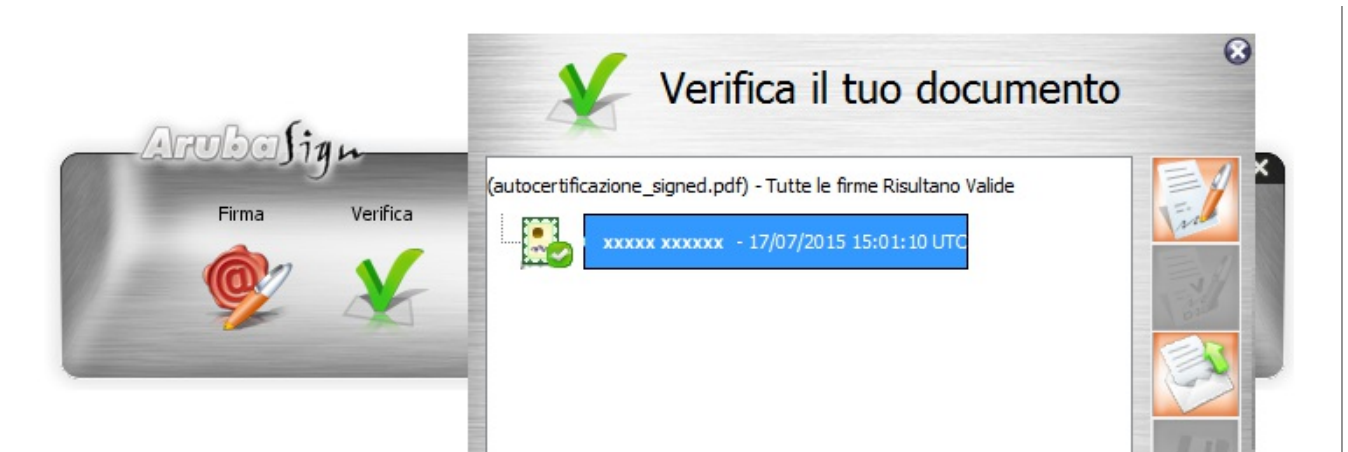 Verifica il tuo documento
ArubaSign
Firma Verifica
(autocertificazione_signed.pdf) - Tutte le firme Risultano Valide
xxxxx xxxxxx - 17/07/2015 15:01:10 UTC